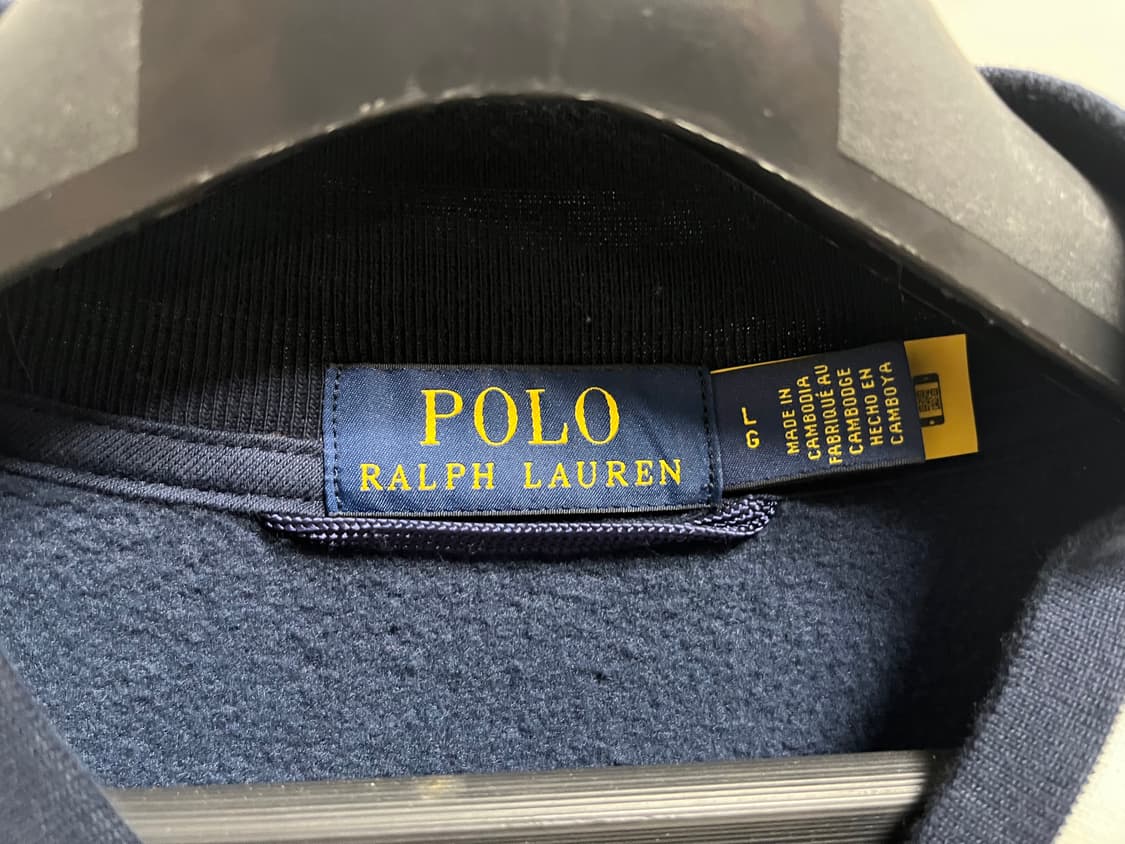 POLO
RALPH LAUREN
L
G
MADE IN
CAMBODIA
FABRIQUÉ AU
CAMBODGE
HECHO EN
CAMBOYA